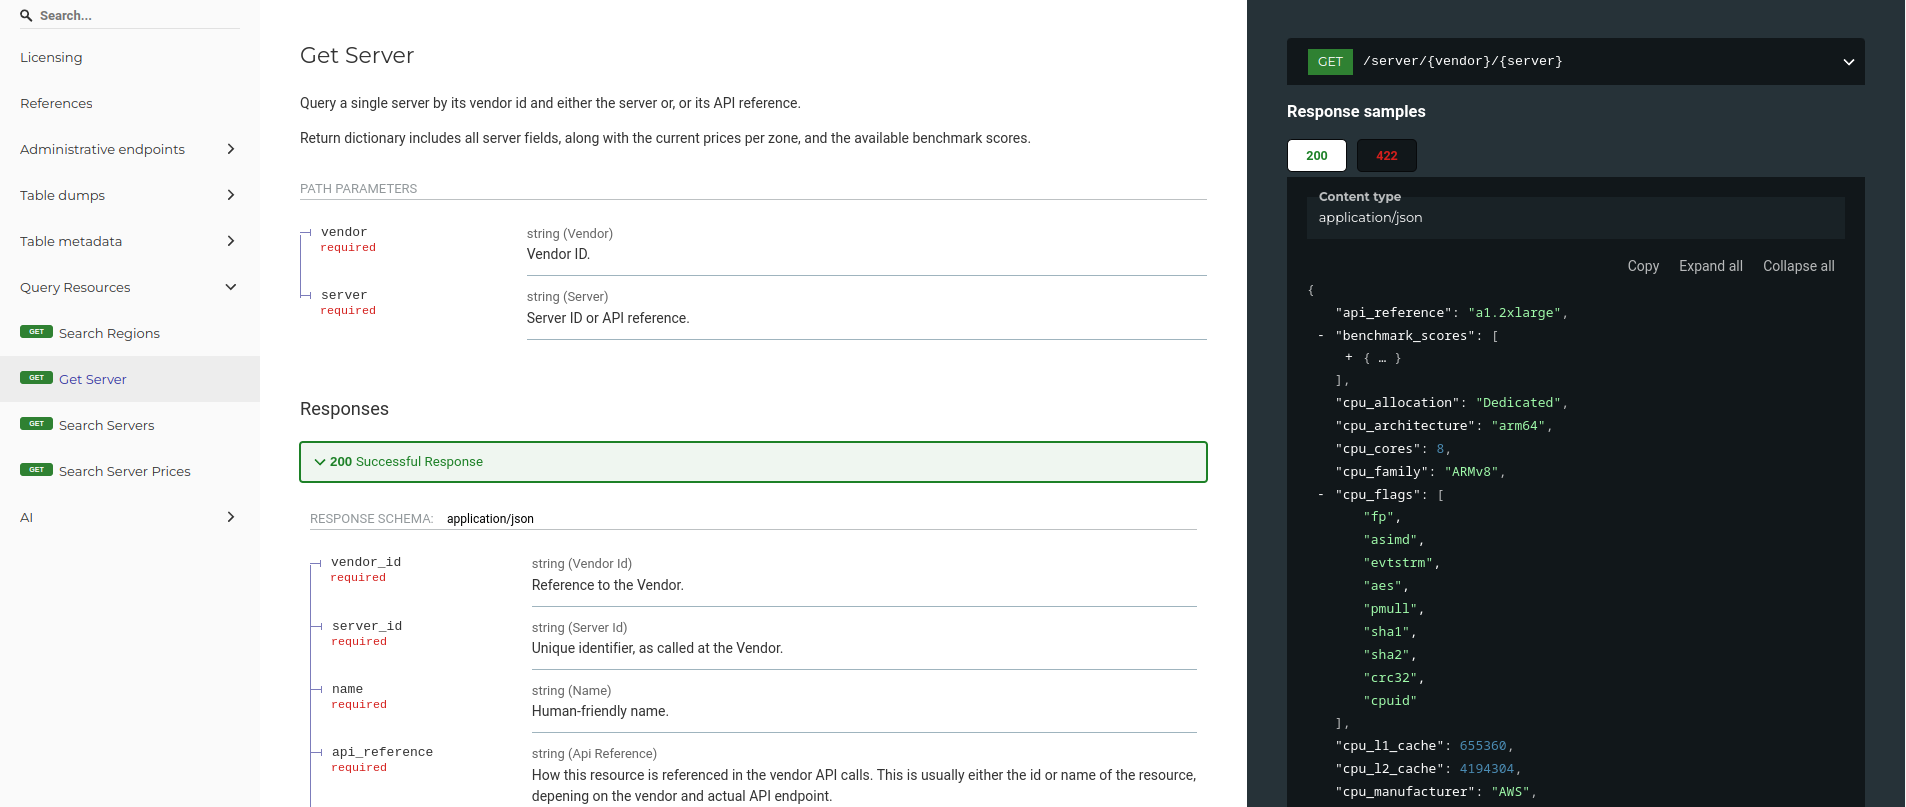 Search...
Licensing
References
Administrative endpoints
Table dumps
Table metadata
Query Resources
GET Search Regions
GET Get Server
GET Search Servers
GET Search Server Prices
AI
Get Server
Query a single server by its vendor id and either the server or, or its API reference.
Return dictionary includes all server fields, along with the current prices per zone, and the available benchmark scores.
PATH PARAMETERS
vendor
required
string (Vendor)
Vendor ID.
server
required
string (Server)
Server ID or API reference.
Responses
200 Successful Response
RESPONSE SCHEMA: application/json
vendor_id
required
string (Vendor Id)
Reference to the Vendor.
server_id
required
string (Server Id)
Unique identifier, as called at the Vendor.
name
required
string (Name)
Human-friendly name.
api_reference
required
string (Api Reference)
How this resource is referenced in the vendor API calls. This is usually either the id or name of the resource,
depening on the vendor and actual API endpoint.
GET /server/{vendor}/{server}
Response samples
200 422
Content type
application/json
Copy Expand all Collapse all
{
"api_reference": "a1.2xlarge",
- "benchmark_scores": [
+ { … }
],
"cpu_allocation": "Dedicated",
"cpu_architecture": "arm64",
"cpu_cores": 8,
"cpu_family": "ARMv8",
- "cpu_flags": [
"fp",
"asimd",
"evtstrm",
"aes",
"pmull",
"sha1",
"sha2",
"crc32",
"cpuid"
],
"cpu_l1_cache": 655360,
"cpu_l2_cache": 4194304,
"cpu_manufacturer": "AWS",